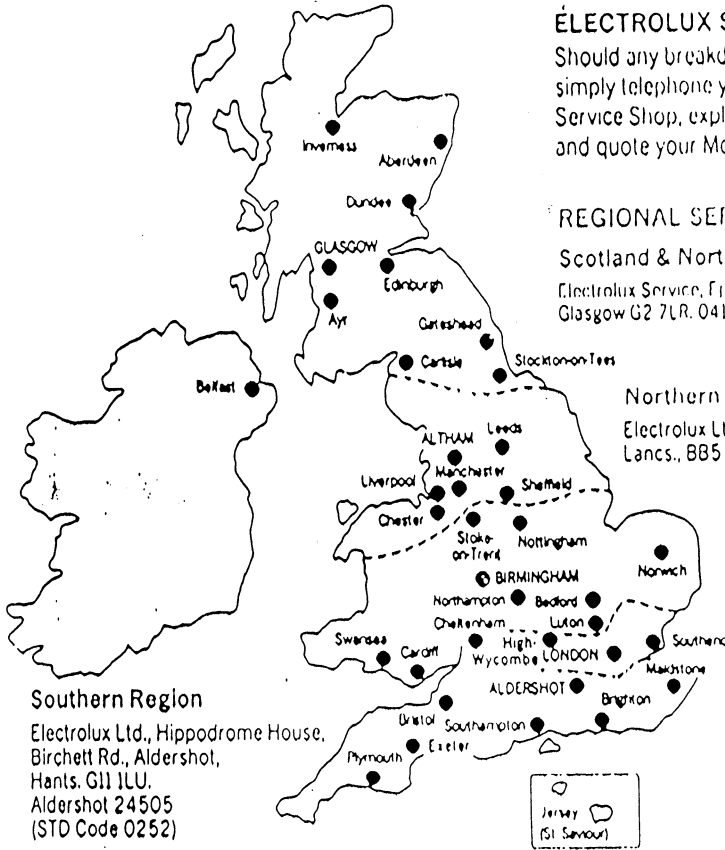 ELECTROLUX S
Should any breakd
simply telephone y
Service Shop, expl
and quote your Mo
REGIONAL SER
Scotland & Nort
Electrolux Service, Fr
Glasgow G2 7LR. 041
Northern
Electrolux Lt
Lancs., BB5
Inverness
Aberdeen
Dundee
GLASGOW
Edinburgh
Ayr
Gateshead
Carlisle
Stockton-on-Tees
Belfast
ALTHAM
Leeds
Manchester
Liverpool
Sheffield
Chester
Stoke-
on-Trent
Nottingham
BIRMINGHAM
Norwich
Northampton
Bedford
Cheltenham
Luton
Swansea
Cardiff
High-
Wycombe
LONDON
Southend
Maidstone
ALDERSHOT
Brighton
Bristol
Southampton
Exeter
Plymouth
Jersey
(St. Saviour)
Southern Region
Electrolux Ltd., Hippodrome House,
Birchett Rd., Aldershot,
Hants. G11 1LU.
Aldershot 24505
(STD Code 0252)